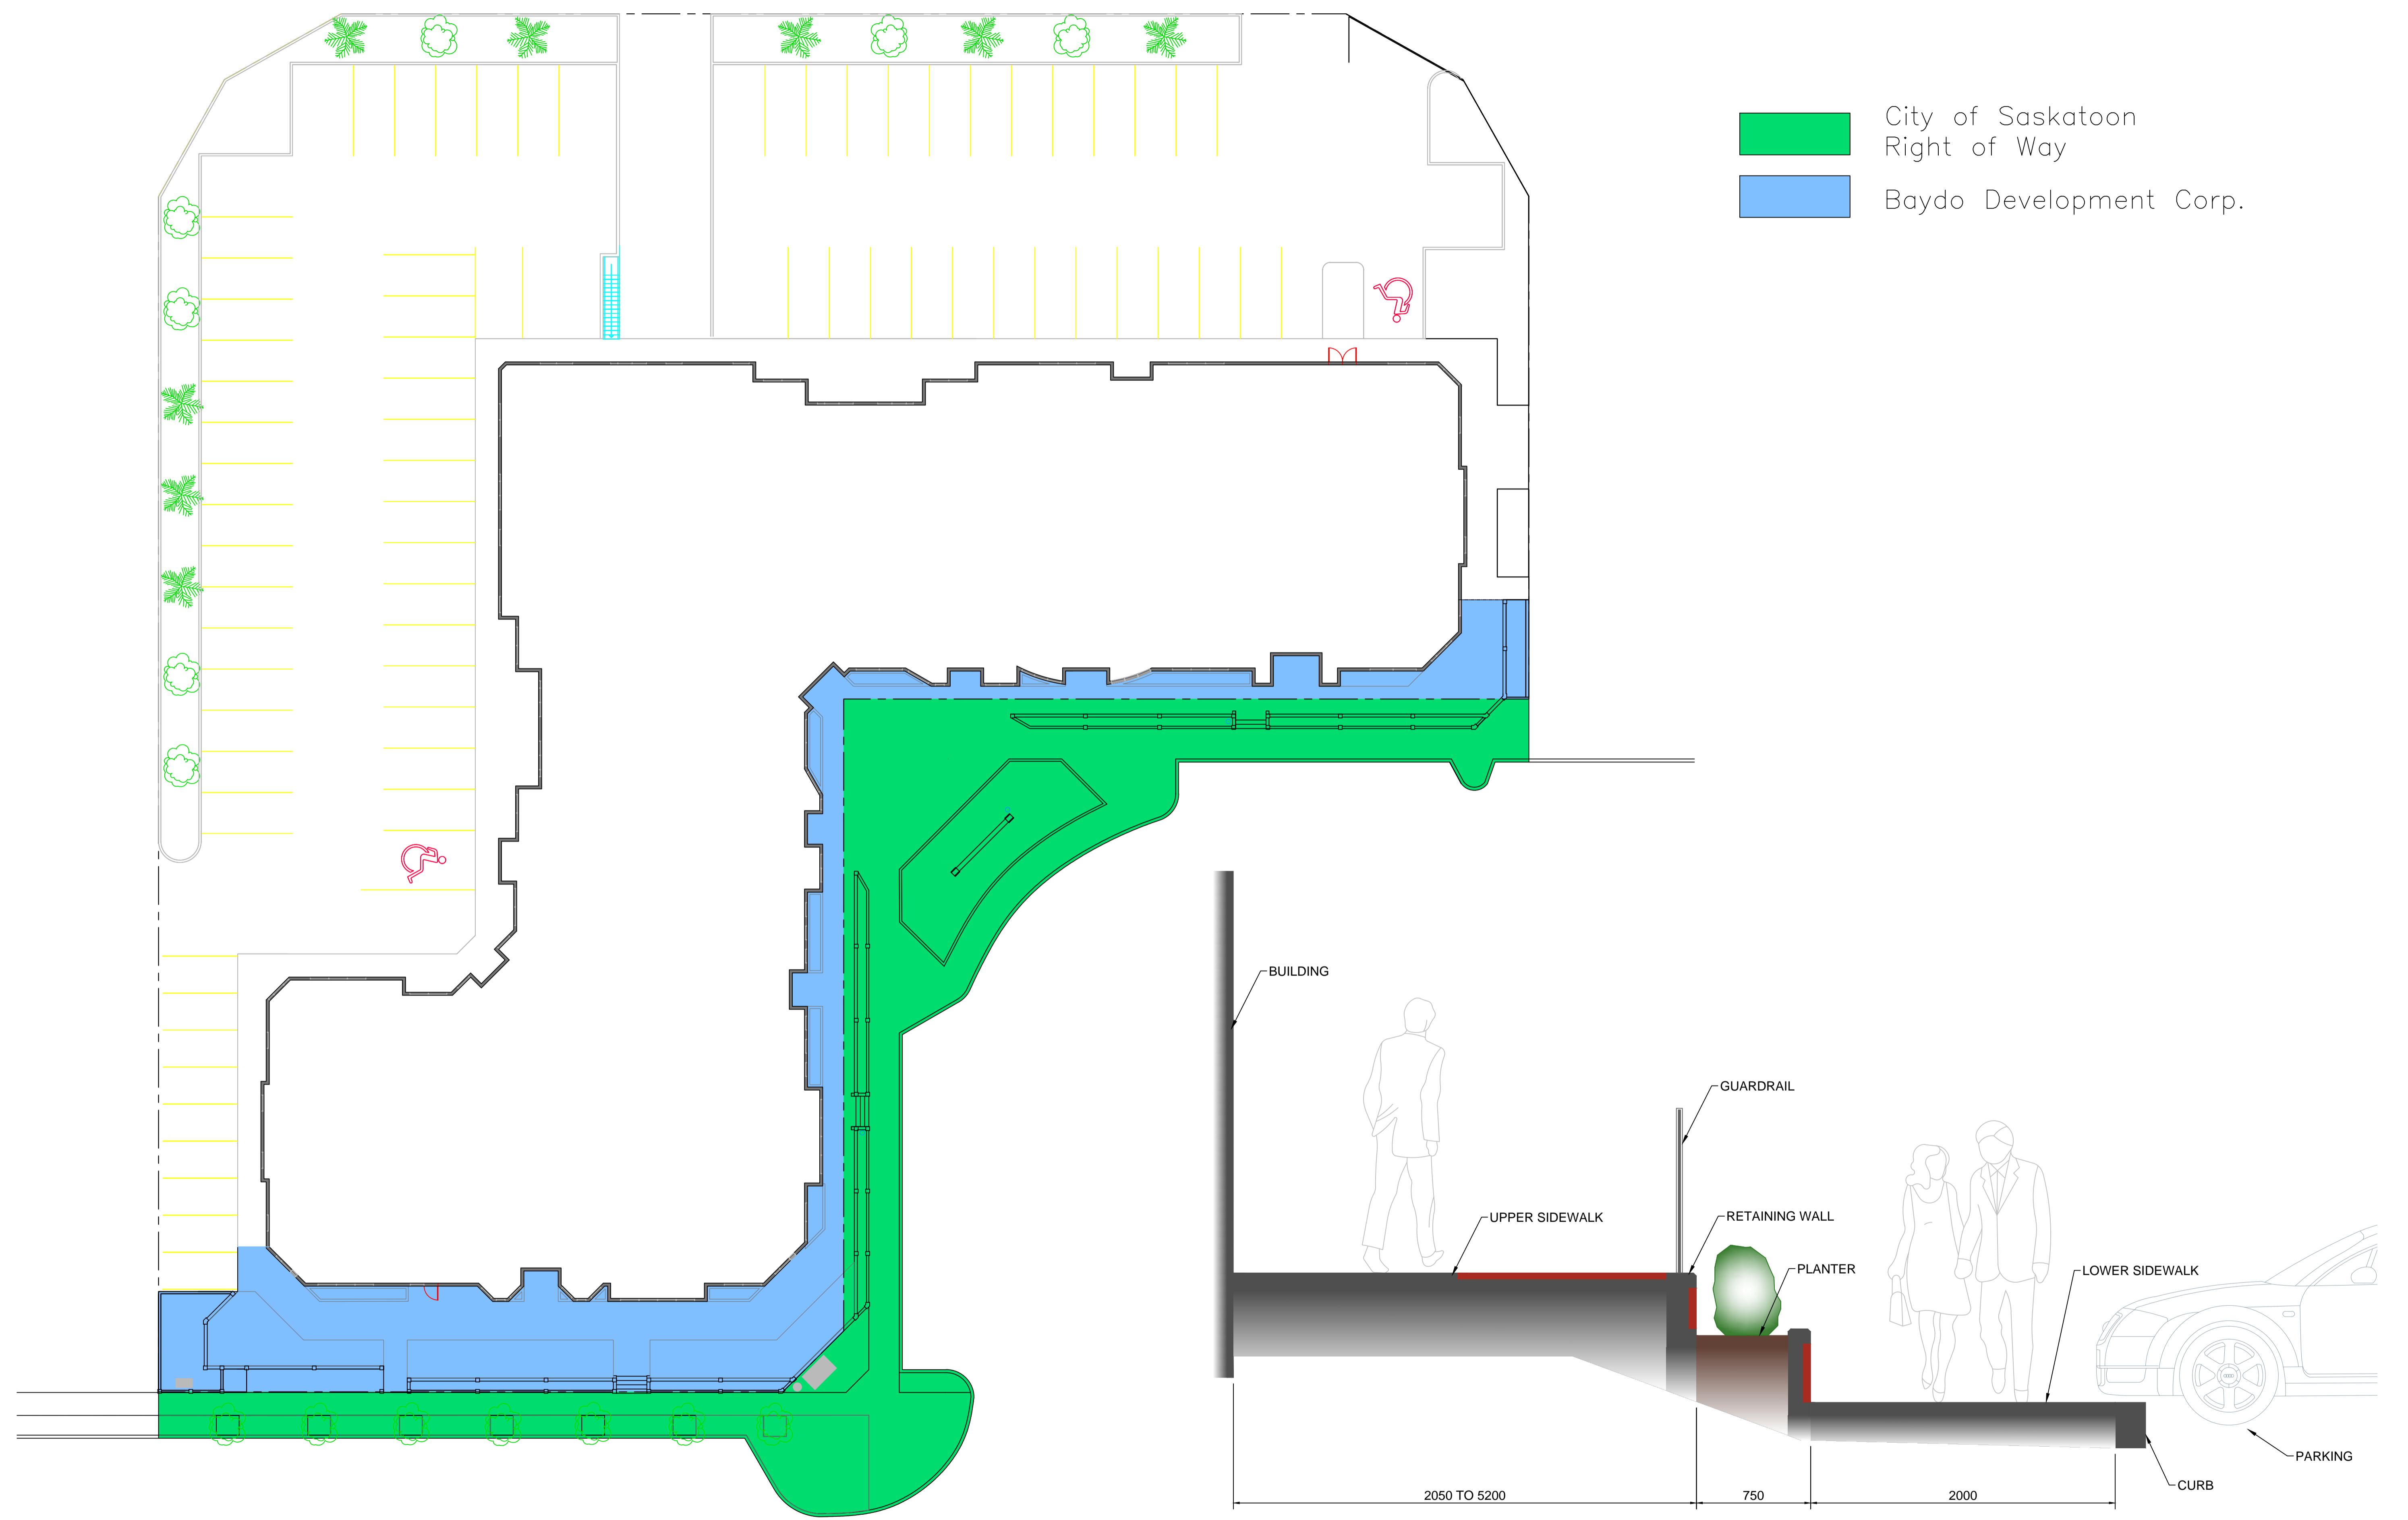 City of Saskatoon
Right of Way
Baydo Development Corp.
BUILDING
GUARDRAIL
UPPER SIDEWALK
RETAINING WALL
PLANTER
LOWER SIDEWALK
PARKING
CURB
2050 TO 5200
750
2000